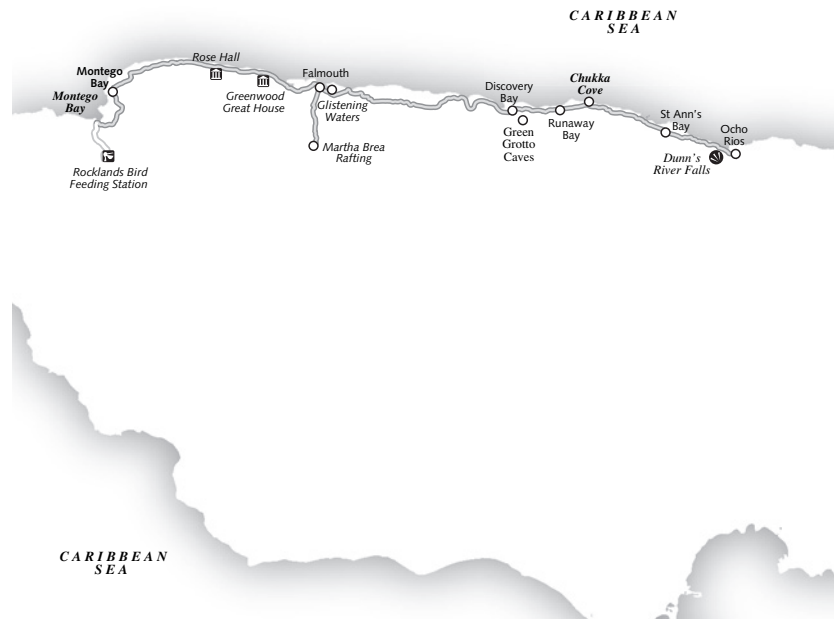 CARIBBEAN
SEA
Rose Hall
Montego
Bay
Montego
Bay
Falmouth
Greenwood
Great House
Glistening
Waters
Discovery
Bay
Chukka
Cove
St Ann's
Bay
Ocho
Rios
Runaway
Bay
Green
Grotto
Caves
Dunn's
River Falls
Martha Brea
Rafting
Rocklands Bird
Feeding Station
CARIBBEAN
SEA